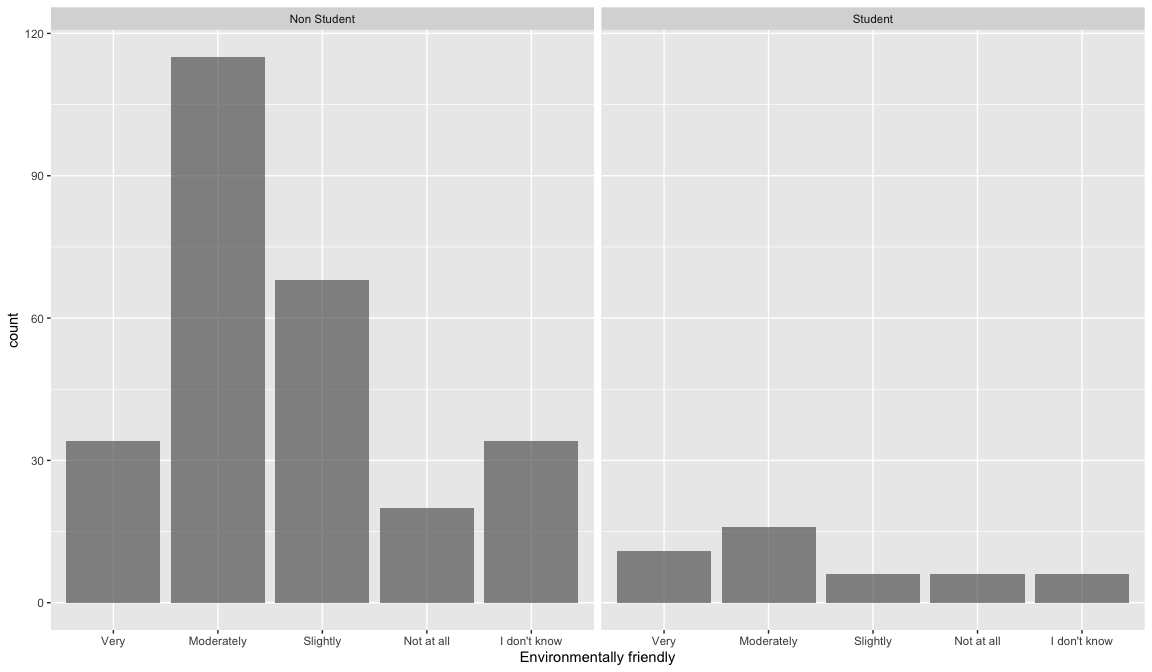 Non Student
Student
count
120
90
60
30
0
Very Moderately Slightly Not at all I don't know
Very Moderately Slightly Not at all I don't know
Environmentally friendly